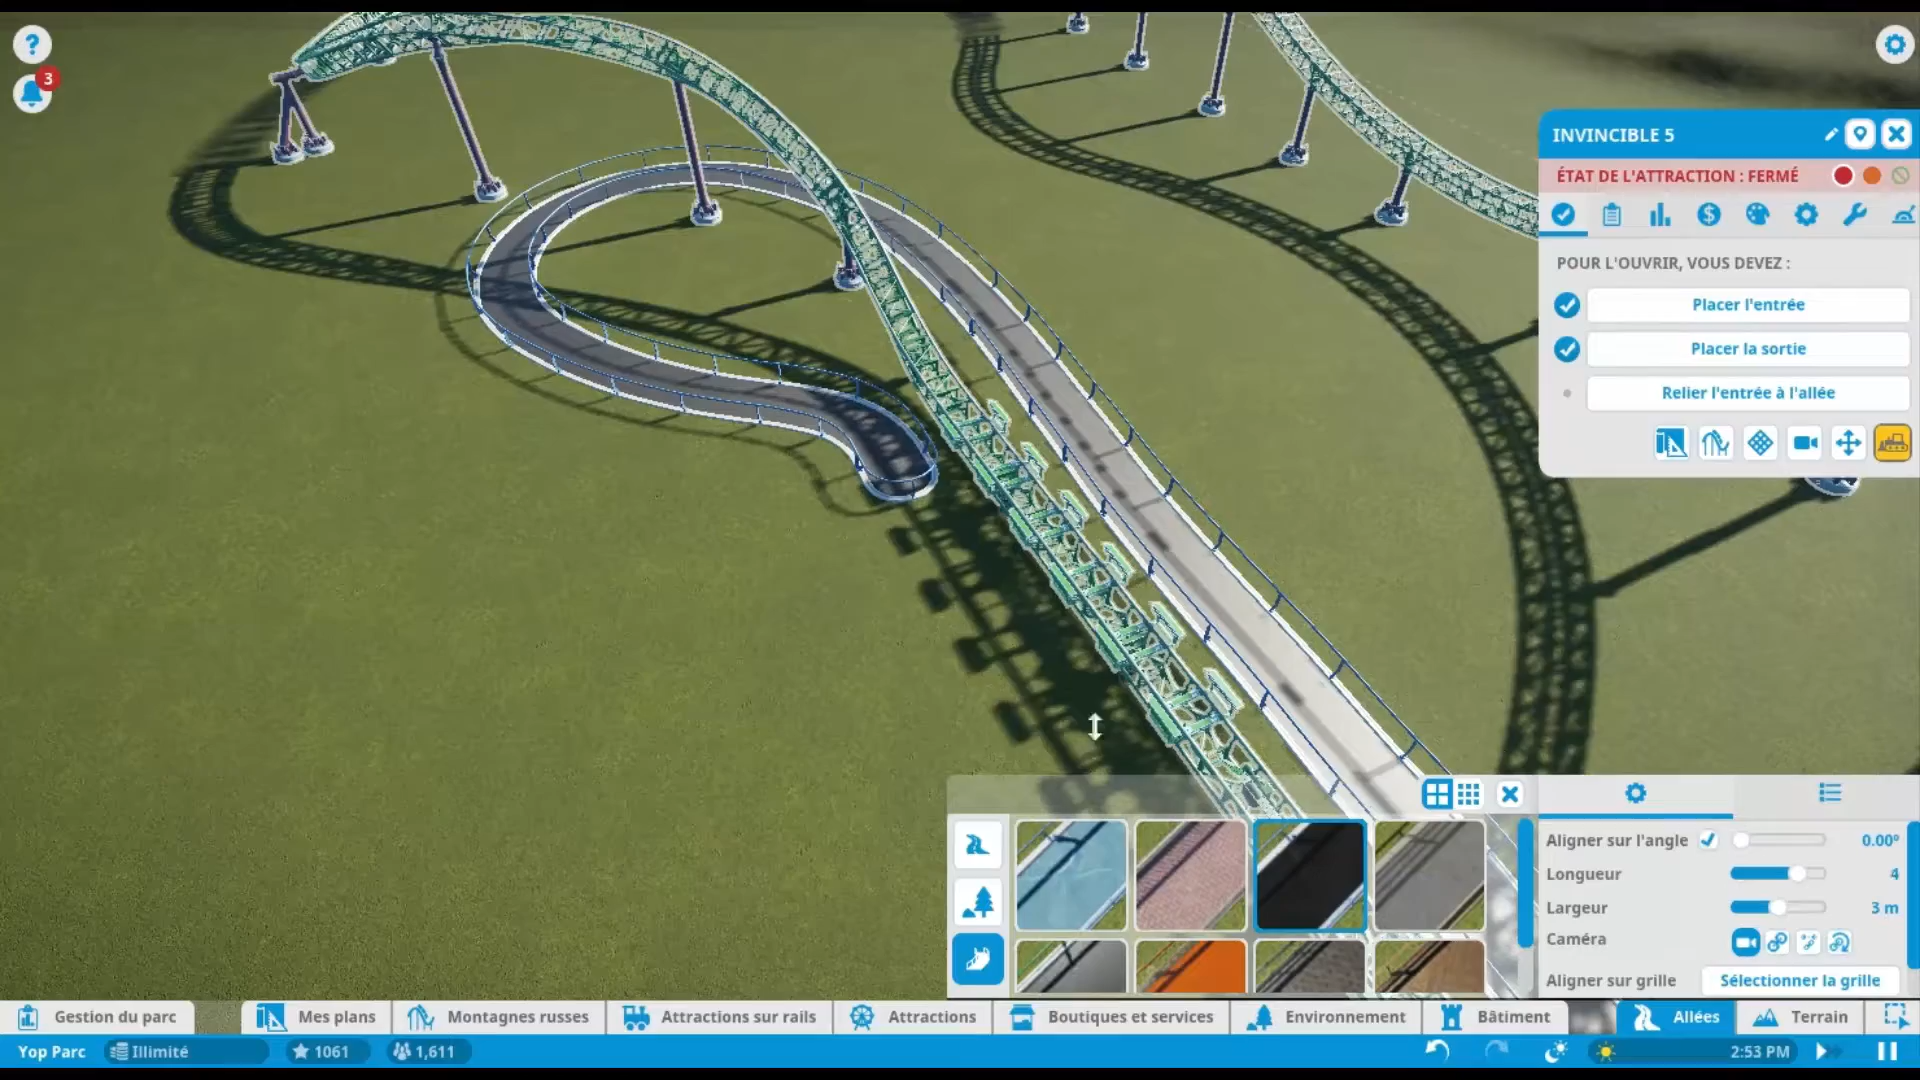 ?
3
INVINCIBLE 5
ÉTAT DE L'ATTRACTION : FERMÉ
POUR L'OUVRIR, VOUS DEVEZ :
Placer l'entrée
Placer la sortie
Relier l'entrée à l'allée
Aligner sur l'angle 0.00°
Longueur 4
Largeur 3 m
Caméra
Aligner sur grille Sélectionner la grille
Gestion du parc Mes plans Montagnes russes Attractions sur rails Attractions Boutiques et services Environnement Bâtiment Allées Terrain
Yop Parc Illimité 1061 1,611 2:53 PM